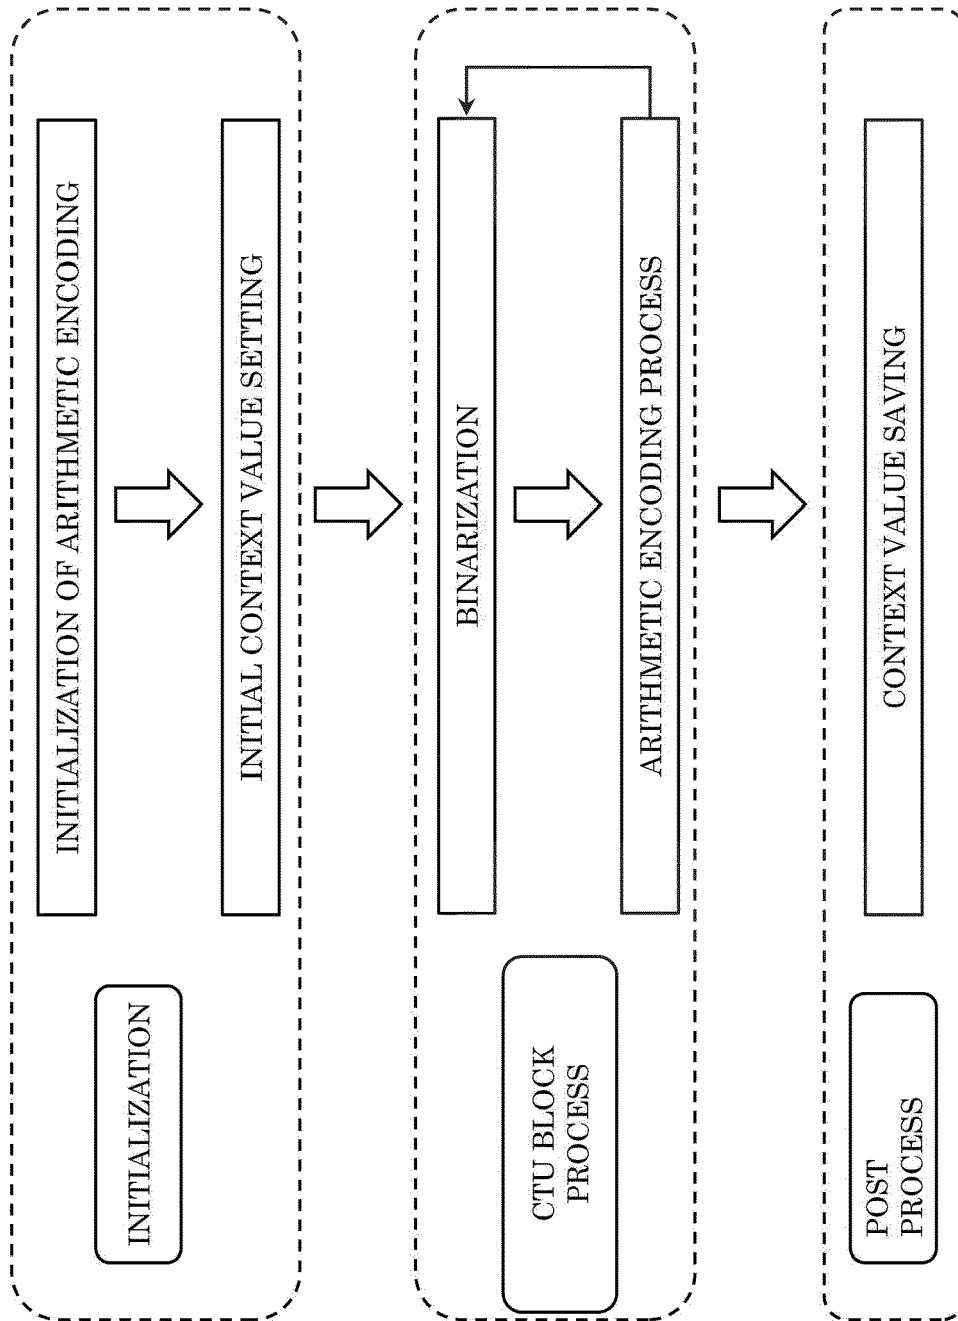 INITIALIZATION
INITIALIZATION OF ARITHMETIC ENCODING
INITIAL CONTEXT VALUE SETTING
CTU BLOCK
PROCESS
BINARIZATION
ARITHMETIC ENCODING PROCESS
POST
PROCESS
CONTEXT VALUE SAVING